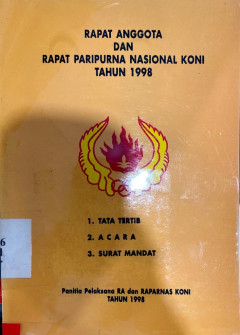 RAPAT ANGGOTA
DAN
RAPAT PARIPURNA NASIONAL KONI
TAHUN 1998
1. TATA TERTIB
2. ACARA
3. SURAT MANDAT
6
Panitia Pelaksana RA dan RAPARNAS KONI
TAHUN 1998